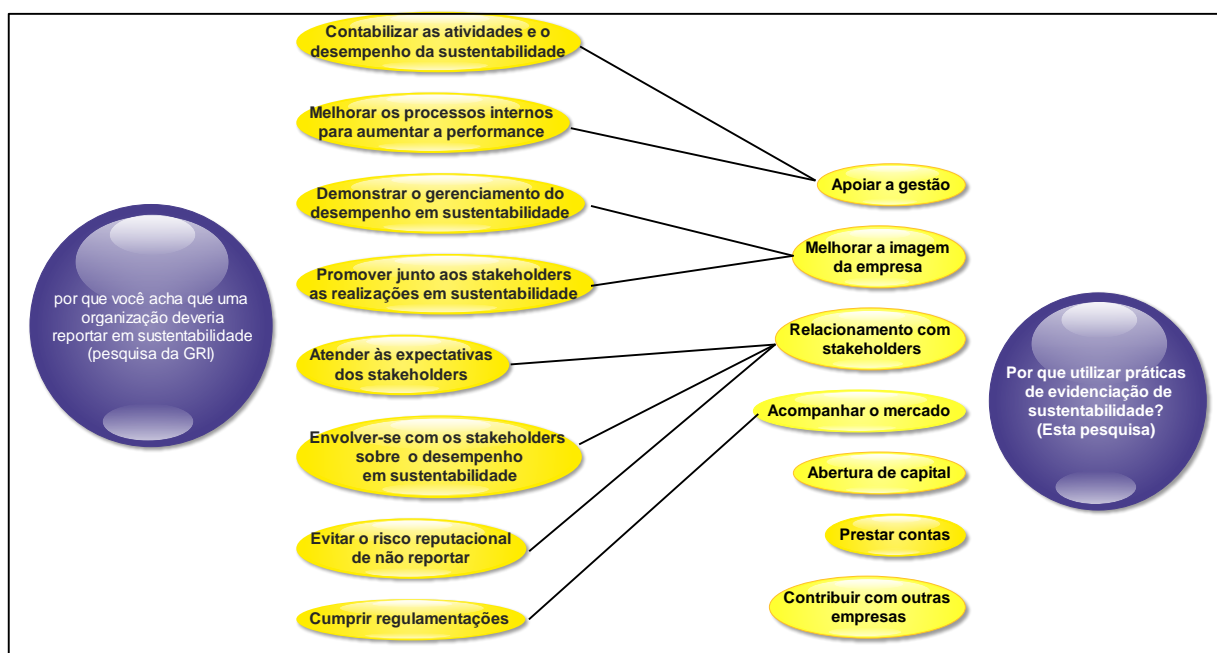 por que você acha que uma
organização deveria
reportar em sustentabilidade
(pesquisa da GRI)
Contabilizar as atividades e o
desempenho da sustentabilidade
Melhorar os processos internos
para aumentar a performance
Demonstrar o gerenciamento do
desempenho em sustentabilidade
Promover junto aos stakeholders
as realizações em sustentabilidade
Atender às expectativas
dos stakeholders
Envolver-se com os stakeholders
sobre o desempenho
em sustentabilidade
Evitar o risco reputacional
de não reportar
Cumprir regulamentações
Apoiar a gestão
Melhorar a imagem
da empresa
Relacionamento com
stakeholders
Acompanhar o mercado
Abertura de capital
Prestar contas
Contribuir com outras
empresas
Por que utilizar práticas
de evidenciação de
sustentabilidade?
(Esta pesquisa)